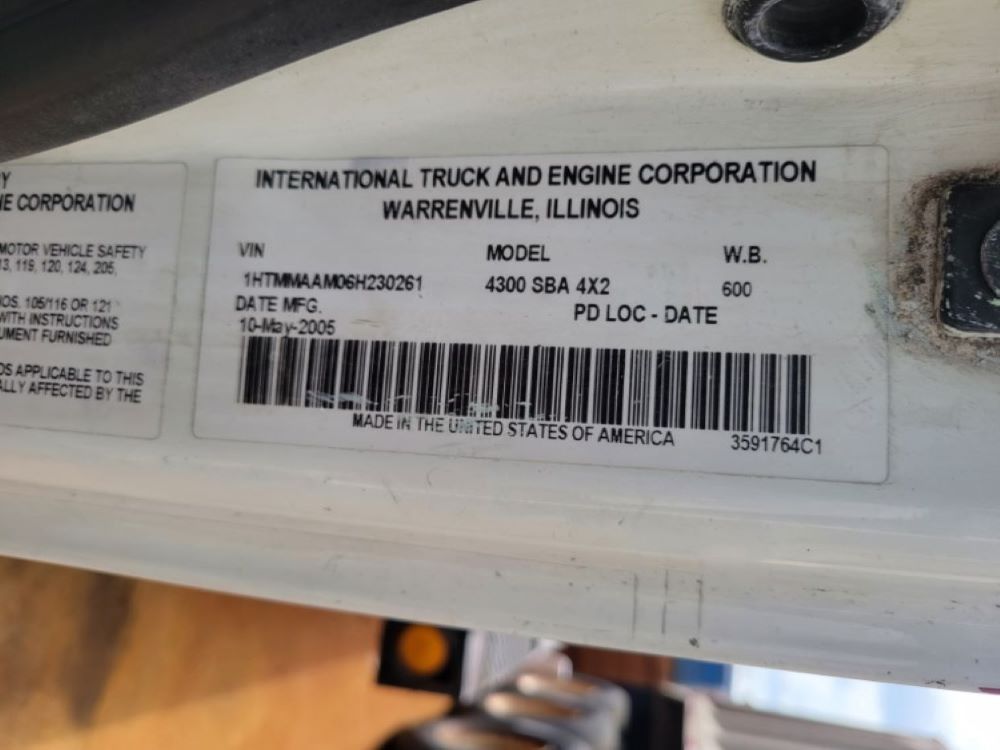 Y
IE CORPORATION
MOTOR VEHICLE SAFETY
13, 119, 120, 124, 205,
IOS. 105/116 OR 121
WITH INSTRUCTIONS
UMENT FURNISHED
DS APPLICABLE TO THIS
ALLY AFFECTED BY THE
INTERNATIONAL TRUCK AND ENGINE CORPORATION
WARRENVILLE, ILLINOIS
VIN MODEL W.B.
1HTMMAAM06H230261 4300 SBA 4X2 600
DATE MFG. PD LOC - DATE
10-May-2005
MADE IN THE UNITED STATES OF AMERICA 3591764C1